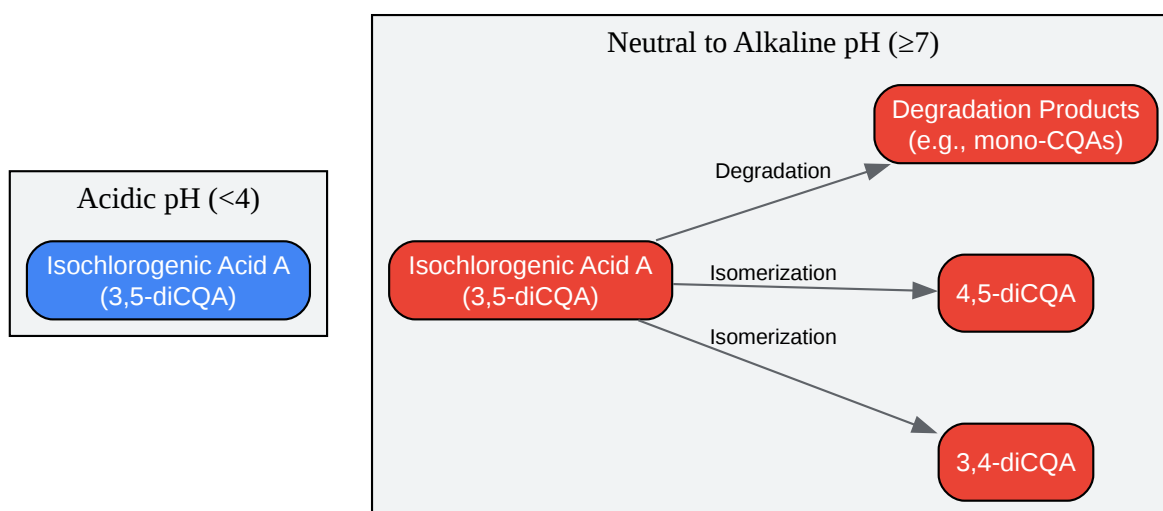 Acidic pH (<4)
Isochlorogenic Acid A
(3,5-diCQA)
Neutral to Alkaline pH (≥7)
Isochlorogenic Acid A
(3,5-diCQA)
Degradation
Isomerization
Isomerization
Degradation Products
(e.g., mono-CQAs)
4,5-diCQA
3,4-diCQA